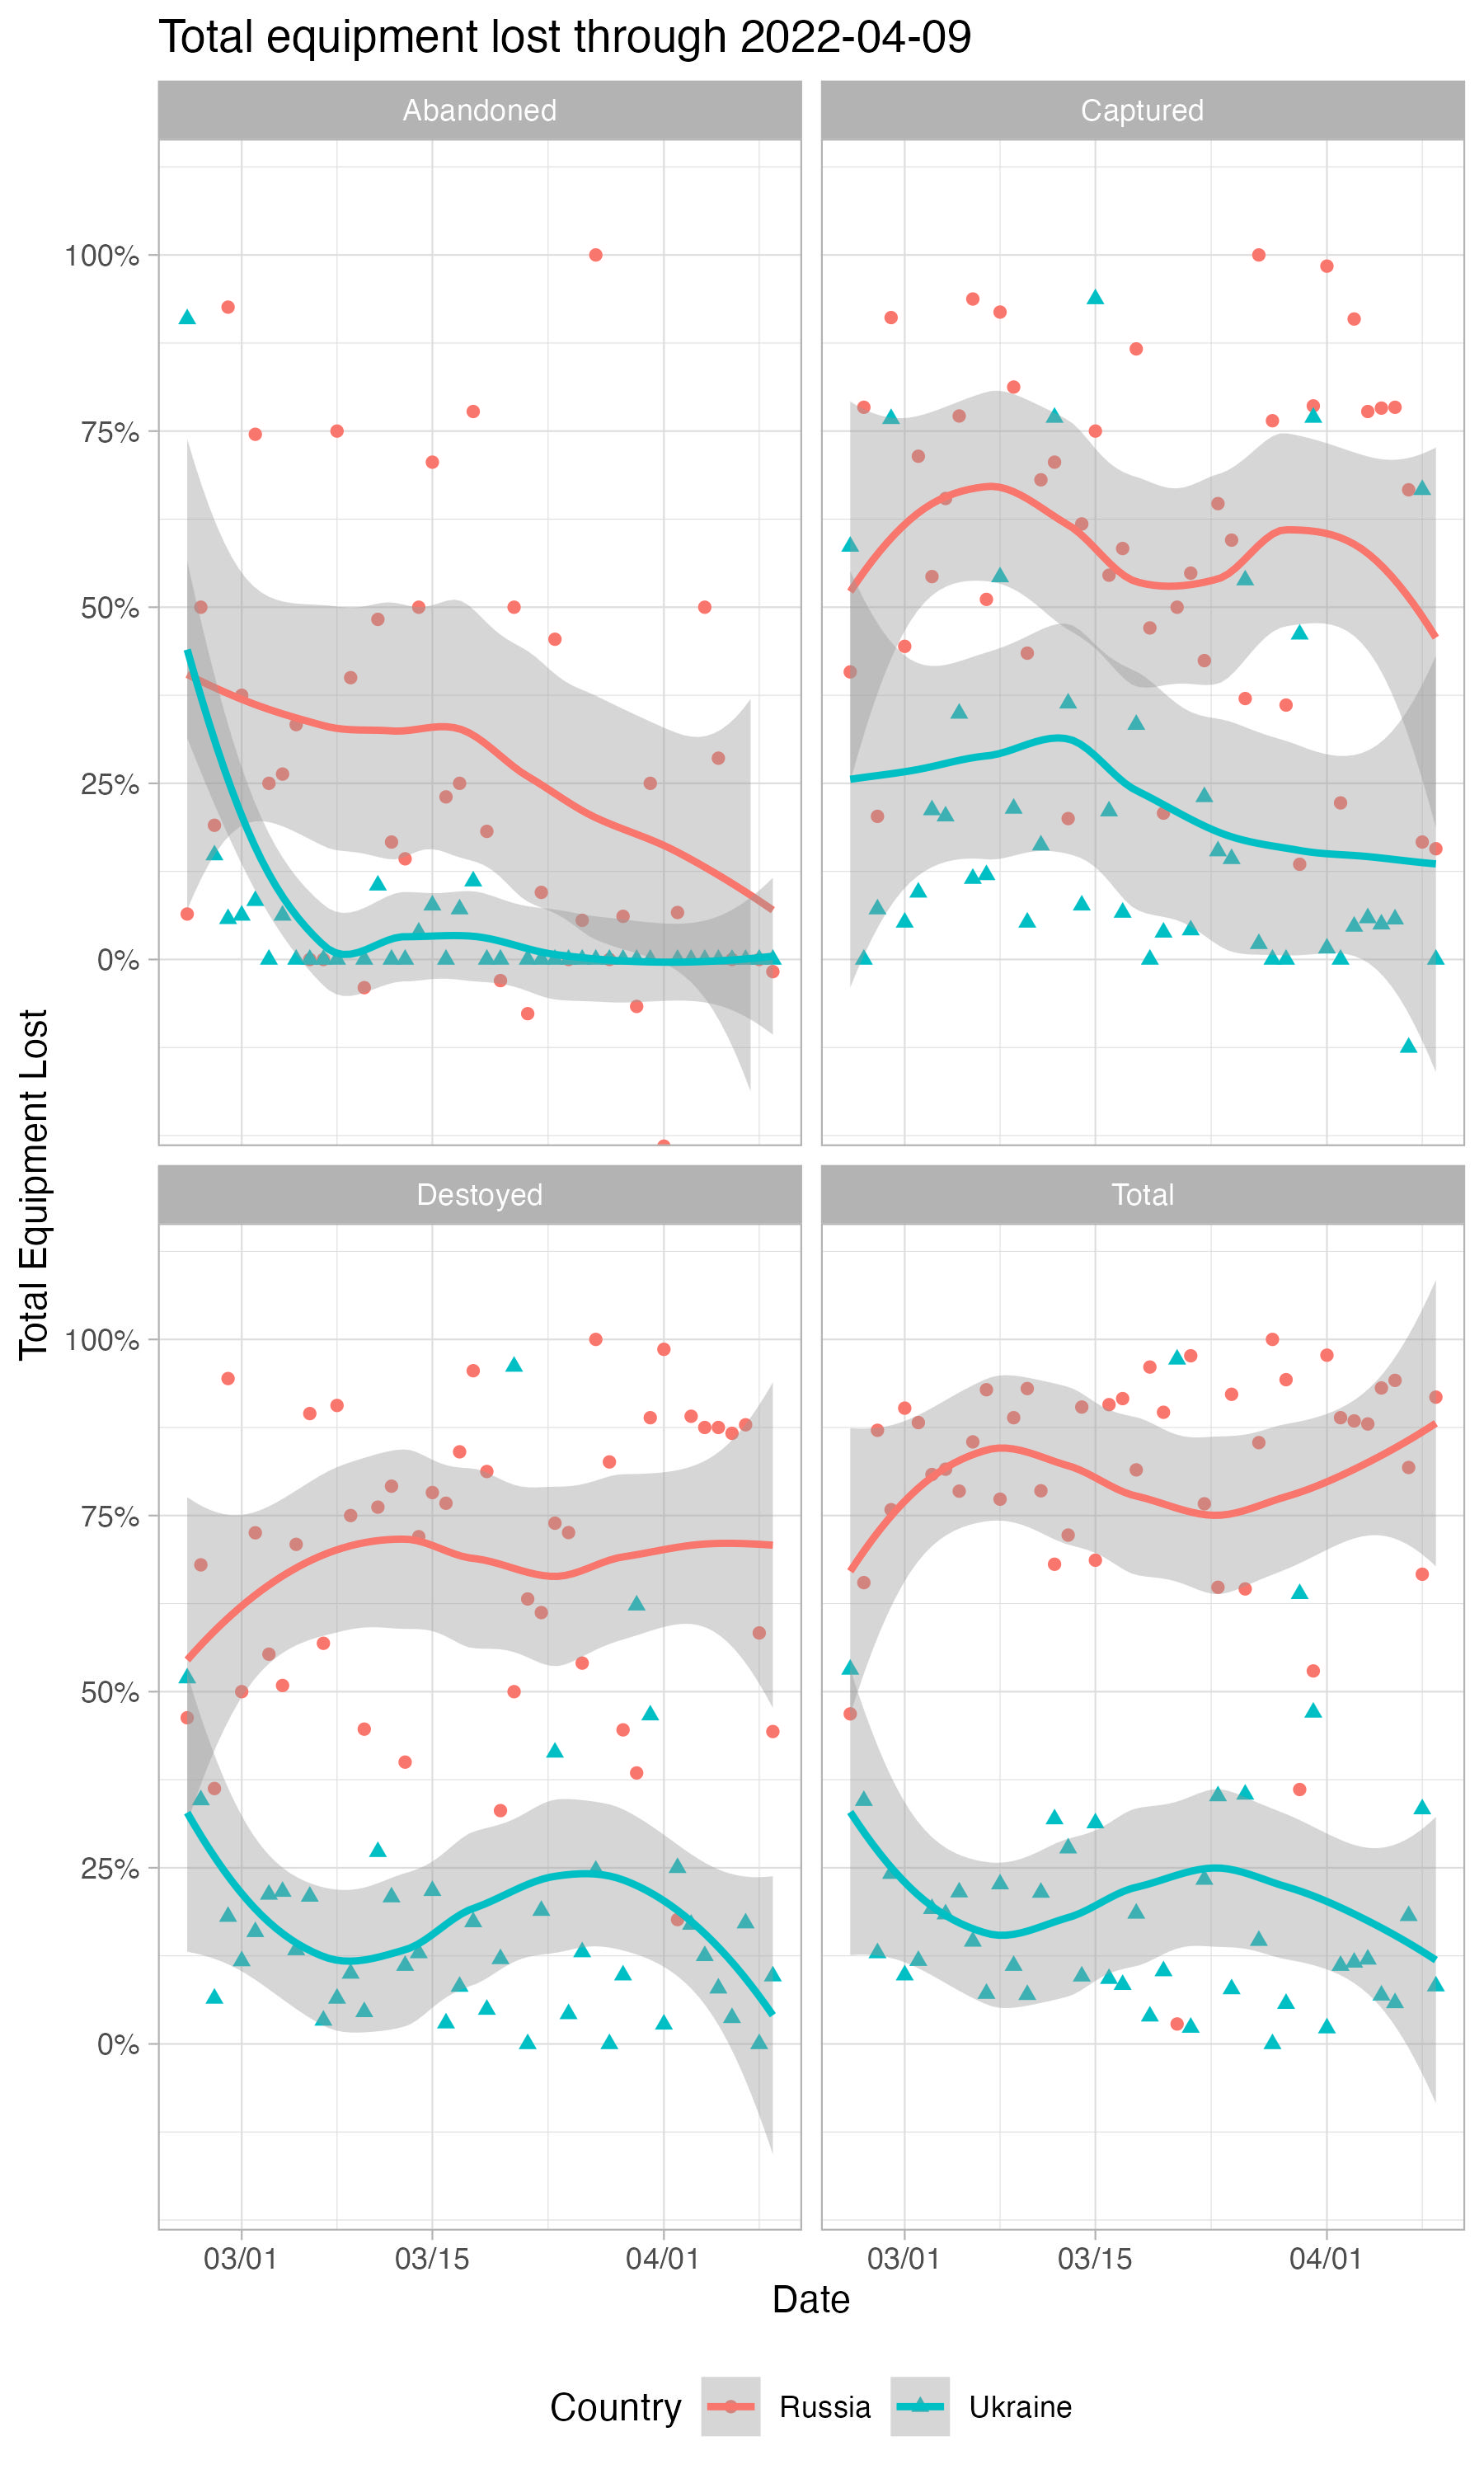 Total equipment lost through 2022-04-09
Abandoned
Captured
100%
75%
50%
25%
0%
Total Equipment Lost
Destoyed
Total
100%
75%
50%
25%
0%
03/01
03/15
04/01
03/01
03/15
04/01
Date
Country
Russia
Ukraine